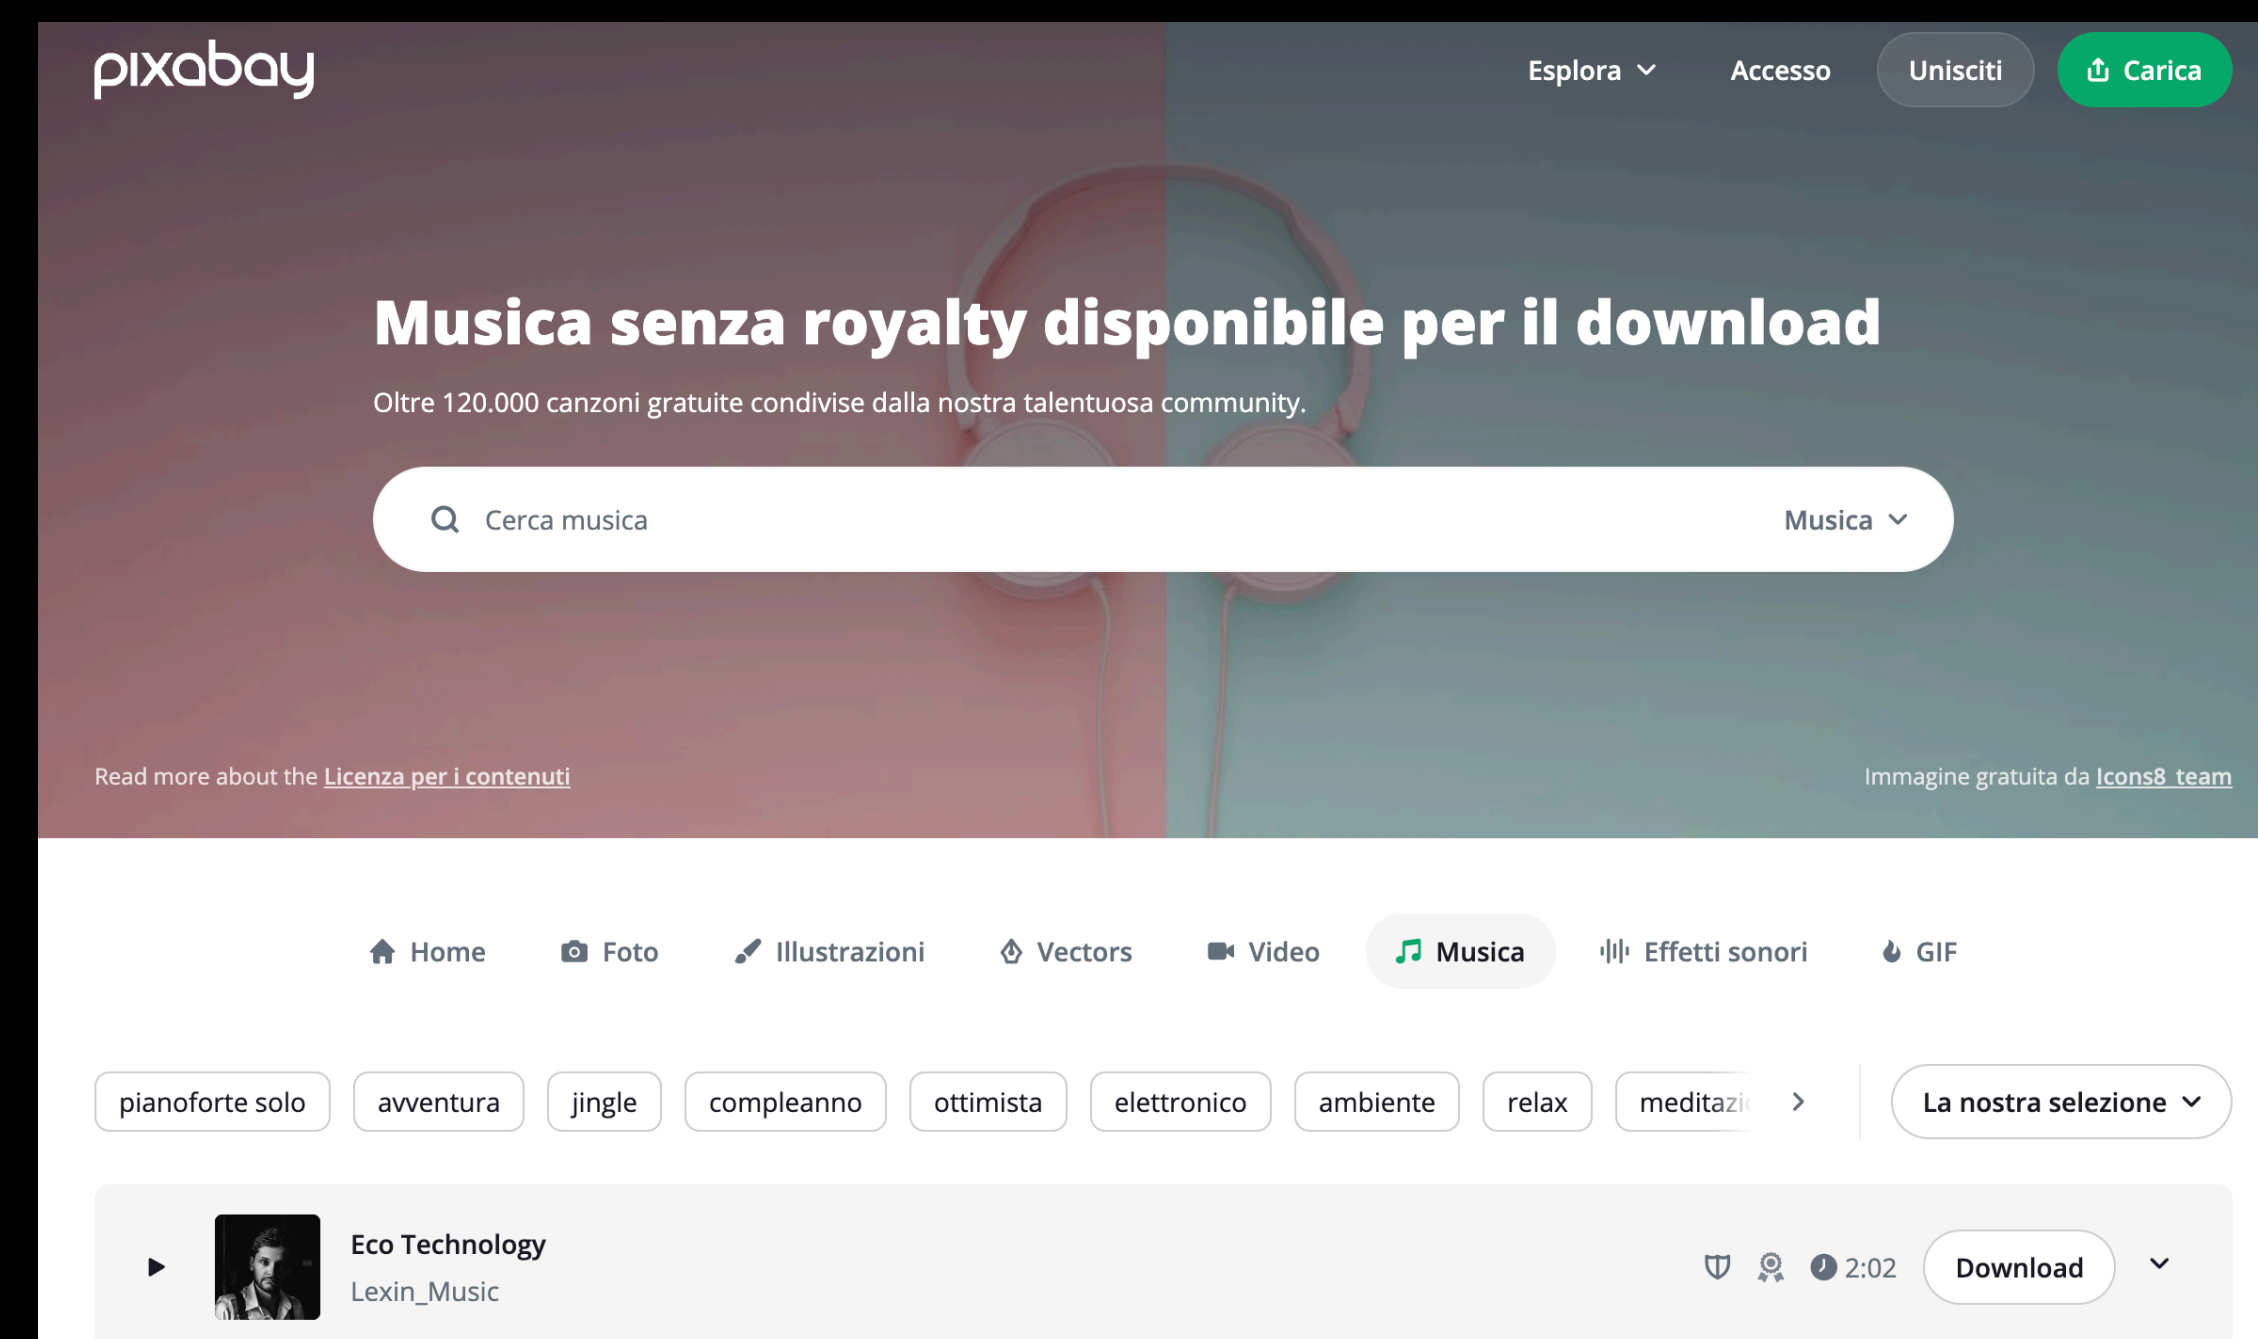 pixabay
Esplora
Accesso
Unisciti
Carica
Musica senza royalty disponibile per il download
Oltre 120.000 canzoni gratuite condivise dalla nostra talentuosa community.
Cerca musica
Musica
Read more about the Licenza per i contenuti
Immagine gratuita da Icons8_team
Home
Foto
Illustrazioni
Vectors
Video
Musica
Effetti sonori
GIF
pianoforte solo
avventura
jingle
compleanno
ottimista
elettronico
ambiente
relax
meditazi
La nostra selezione
Eco Technology
Lexin_Music
2:02
Download